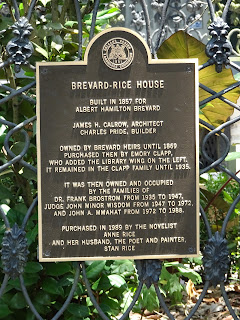 BREVARD-RICE HOUSE
BUILT IN 1857 FOR
ALBERT HAMILTON BREVARD
JAMES H. CALROW, ARCHITECT
CHARLES PRIDE, BUILDER
OWNED BY BREVARD HEIRS UNTIL 1869
PURCHASED THEN BY EMORY CLAPP,
WHO ADDED THE LIBRARY WING ON THE LEFT.
IT REMAINED IN THE CLAPP FAMILY UNTIL 1935.
IT WAS THEN OWNED AND OCCUPIED
BY THE FAMILIES OF
DR. FRANK BROSTROM FROM 1935 TO 1947,
JUDGE JOHN MINOR WISDOM FROM 1947 TO 1972,
AND JOHN A. MMAHAT FROM 1972 TO 1988.
PURCHASED IN 1989 BY THE NOVELIST
ANNE RICE
AND HER HUSBAND, THE POET AND PAINTER,
STAN RICE